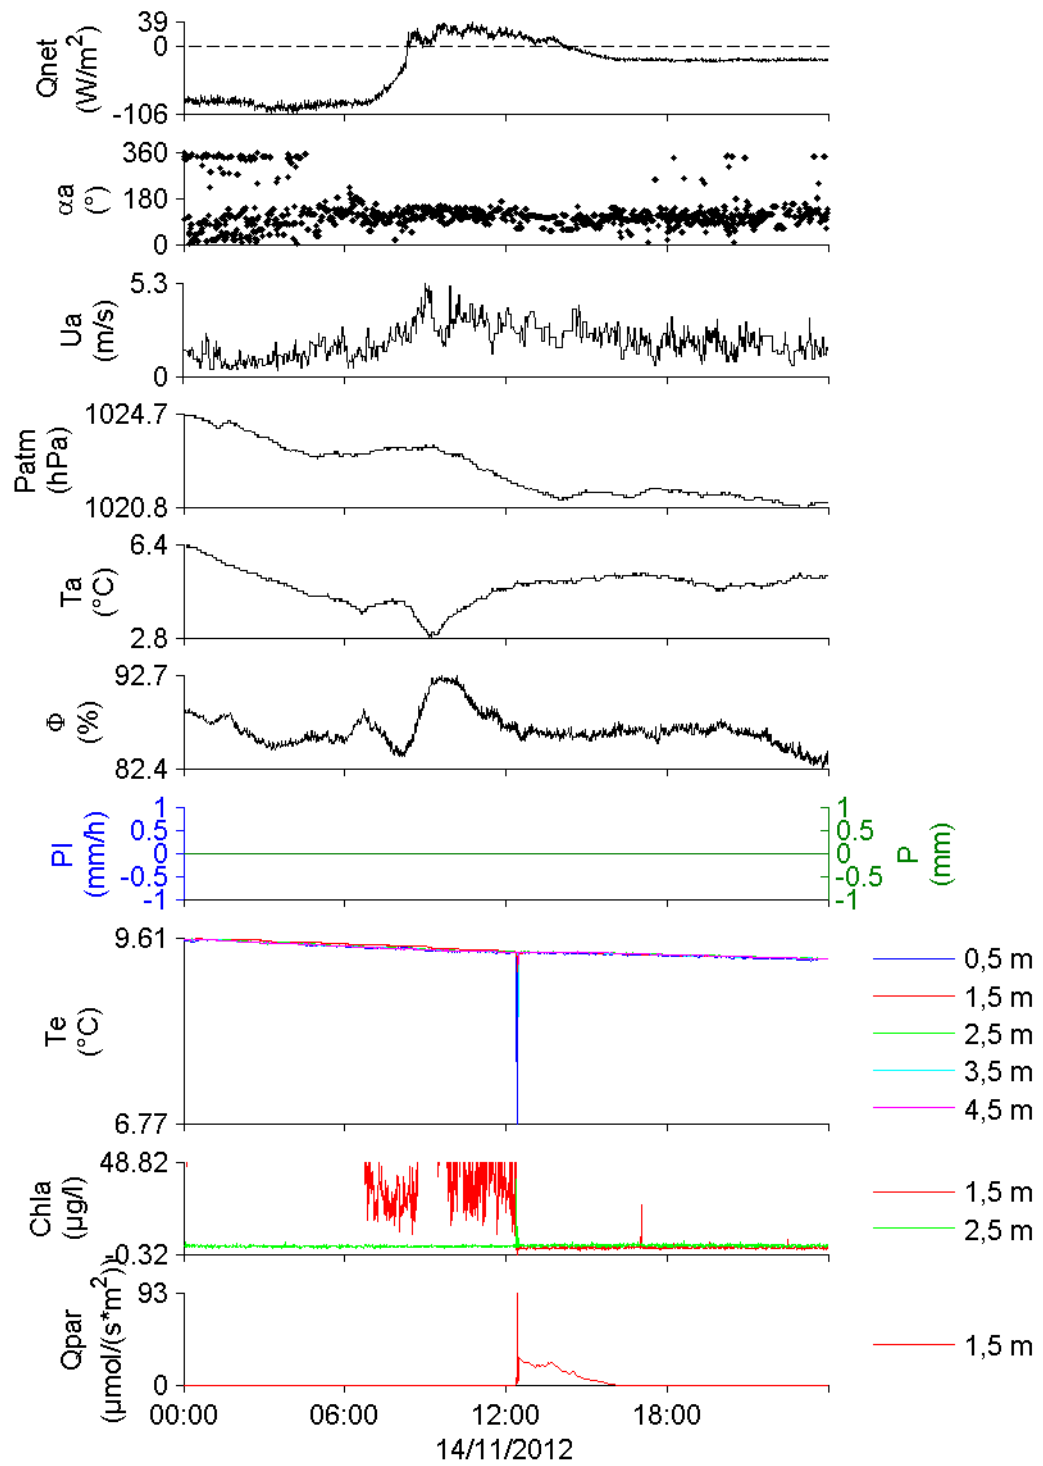 39
0
-106
Qnet
(W/m²)
360
180
0
αa
(°)
5.3
0
Ua
(m/s)
1024.7
1020.8
Patm
(hPa)
6.4
2.8
Ta
(°C)
92.7
82.4
Φ
(%)
1
0.5
0
-0.5
-1
PI
(mm/h)
1
0.5
0
-0.5
-1
P
(mm)
9.61
6.77
Te
(°C)
0,5 m
1,5 m
2,5 m
3,5 m
4,5 m
48.82
-0.32
Chla
(µg/l)
1,5 m
2,5 m
93
0
Qpar
(µmol/(s*m²))
1,5 m
00:00
06:00
12:00
18:00
14/11/2012